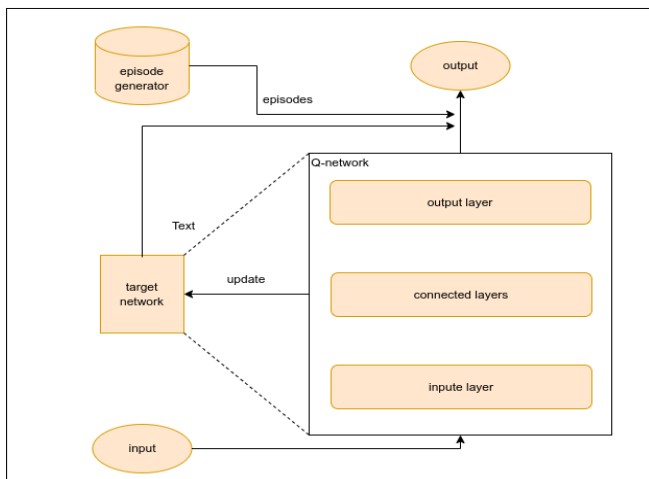 episode
generator
output
episodes
Q-network
output layer
Text
target
network
update
connected layers
inpute layer
input